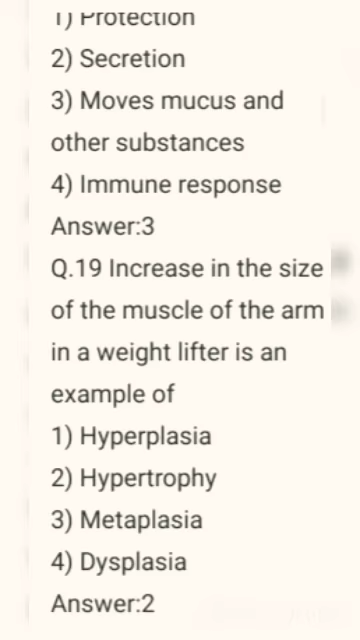 1) Protection
2) Secretion
3) Moves mucus and
other substances
4) Immune response
Answer:3
Q.19 Increase in the size
of the muscle of the arm
in a weight lifter is an
example of
1) Hyperplasia
2) Hypertrophy
3) Metaplasia
4) Dysplasia
Answer:2